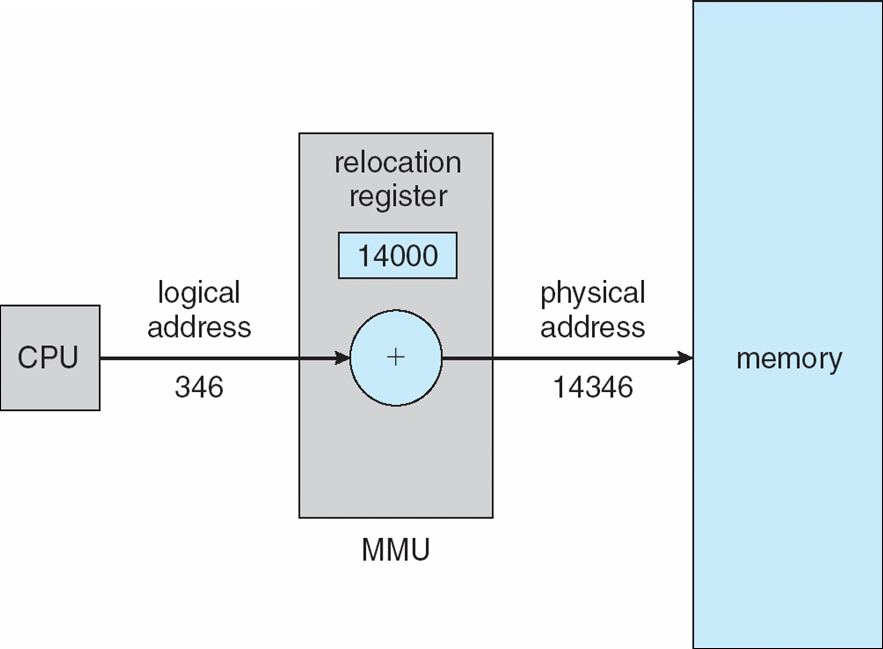 relocation
register
14000
logical
address
physical
address
CPU
+
memory
346
14346
MMU